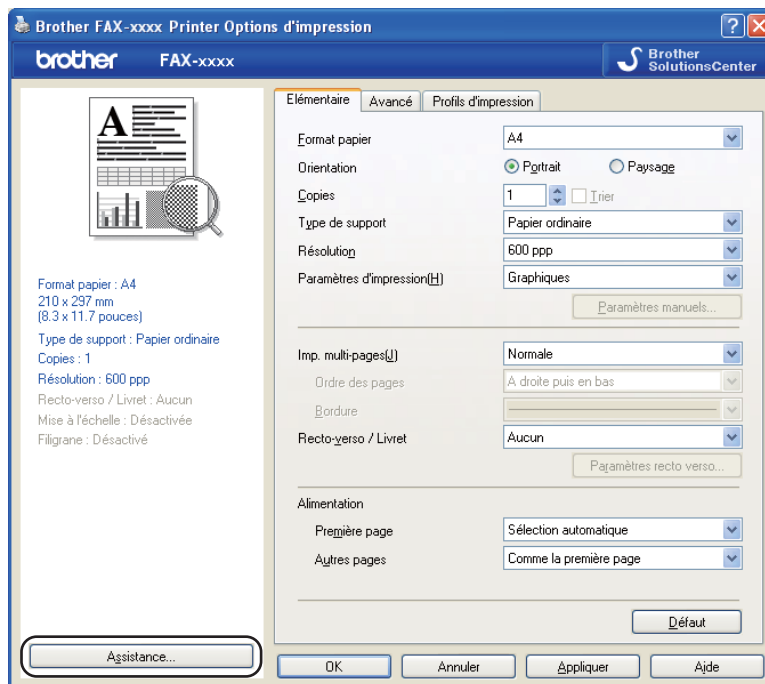 Brother FAX-xxxx Printer Options d'impression
brother FAX-xxxx Brother SolutionsCenter
A
Format papier : A4
210 x 297 mm
(8.3 x 11.7 pouces)
Type de support : Papier ordinaire
Copies : 1
Résolution : 600 ppp
Recto-verso / Livret : Aucun
Mise à l'échelle : Désactivée
Filigrane : Désactivé
Assistance...
Elémentaire Avancé Profils d'impression
Format papier A4
Orientation Portrait Paysage
Copies 1 Trier
Type de support Papier ordinaire
Résolution 600 ppp
Paramètres d'impression(H) Graphiques
Paramètres manuels...
Imp. multi-pages(J) Normale
Ordre des pages A droite puis en bas
Bordure
Recto-verso / Livret Aucun
Paramètres recto verso...
Alimentation
Première page Sélection automatique
Autres pages Comme la première page
Défaut
OK Annuler Appliquer Aide